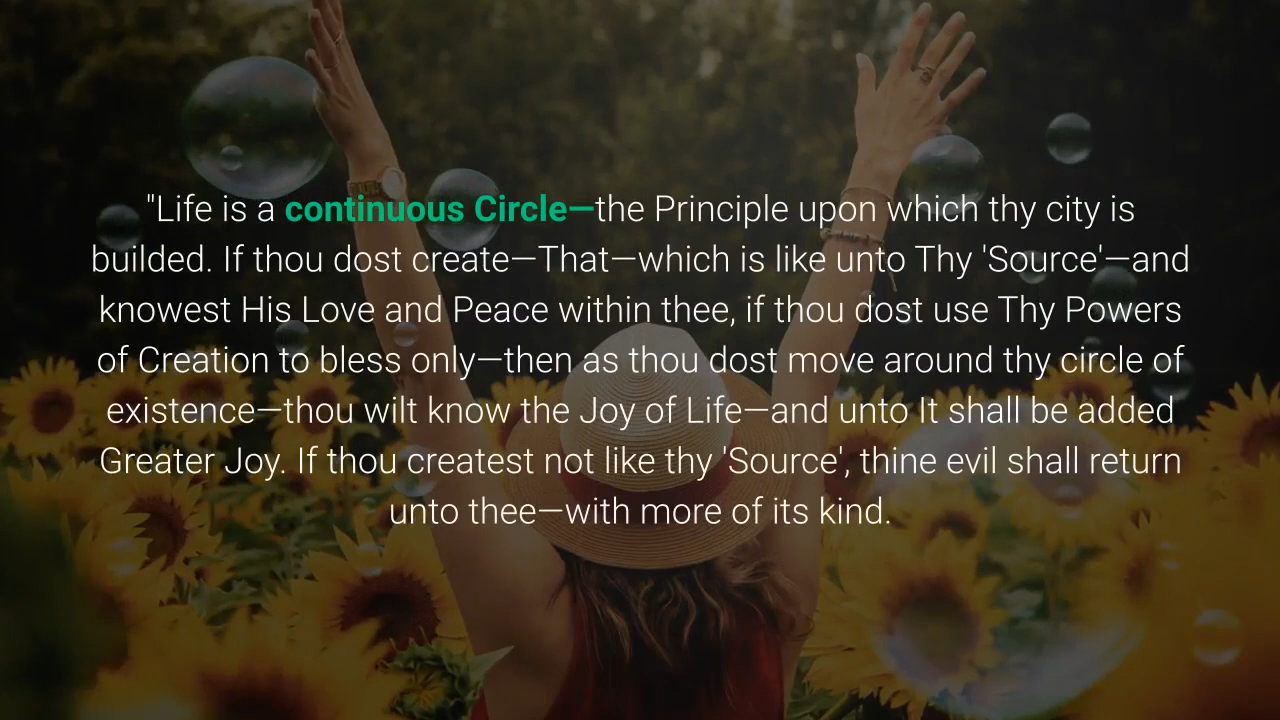 "Life is a continuous Circle—the Principle upon which thy city is
builded. If thou dost create—That—which is like unto Thy 'Source'—and
knowest His Love and Peace within thee, if thou dost use Thy Powers
of Creation to bless only—then as thou dost move around thy circle of
existence—thou wilt know the Joy of Life—and unto It shall be added
Greater Joy. If thou createst not like thy 'Source', thine evil shall return
unto thee—with more of its kind.